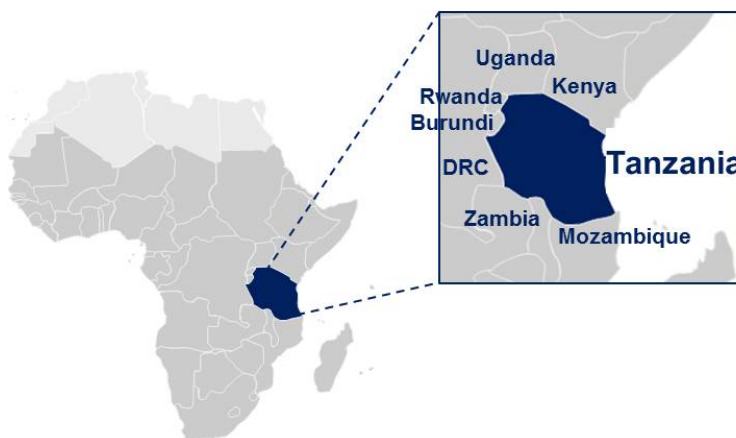 Uganda
Kenya
Rwanda
Burundi
Tanzania
DRC
Zambia
Mozambique